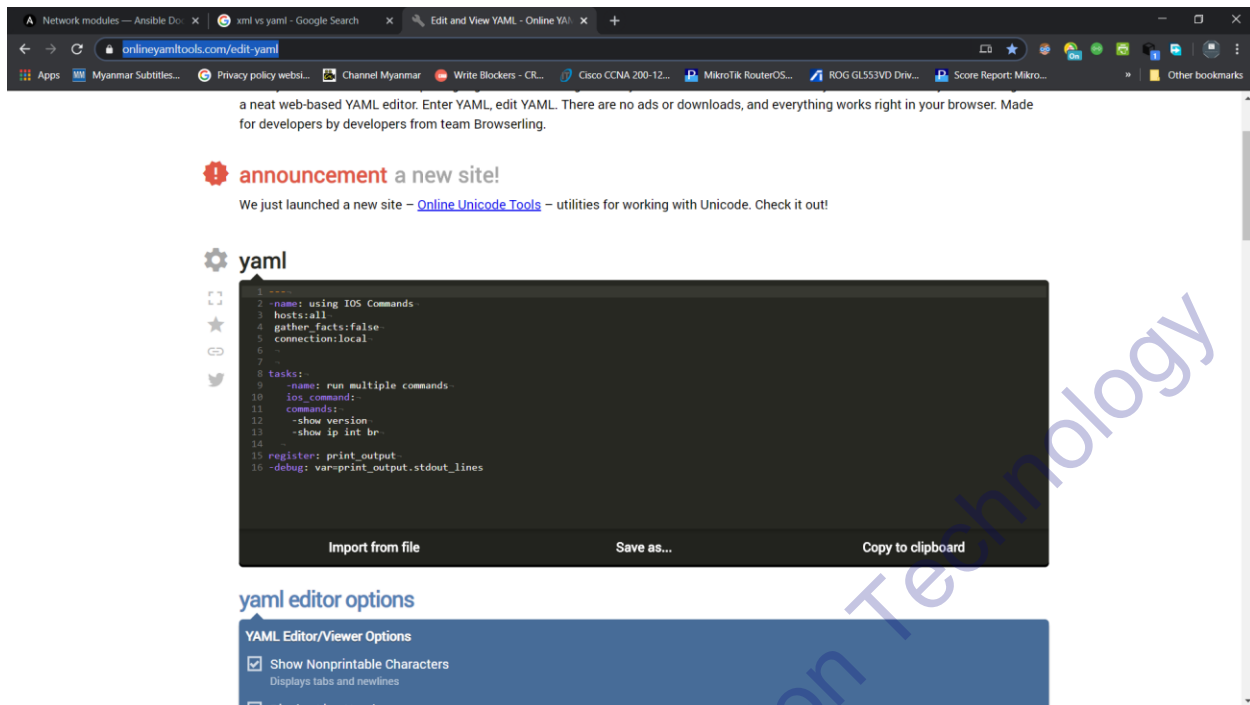 Network modules — Ansible Do
xml vs yaml - Google Search
Edit and View YAML - Online YAM
onlineyamltools.com/edit-yaml
Apps
Myanmar Subtitles...
Privacy policy websi...
Channel Myanmar
Write Blockers - CR...
Cisco CCNA 200-12...
MikroTik RouterOS...
ROG GL553VD Driv...
Score Report: Mikro...
»
Other bookmarks
a neat web-based YAML editor. Enter YAML, edit YAML. There are no ads or downloads, and everything works right in your browser. Made
for developers by developers from team Browserling.
announcement a new site!
We just launched a new site – Online Unicode Tools – utilities for working with Unicode. Check it out!
yaml
1 ---
2 -name: using IOS Commands
3 hosts:all
4 gather_facts:false
5 connection:local
6
7
8 tasks:
9 -name: run multiple commands
10 ios_command:
11 commands:
12 -show version
13 -show ip int br
14
15 register: print_output
16 -debug: var=print_output.stdout_lines
Import from file
Save as...
Copy to clipboard
yaml editor options
YAML Editor/Viewer Options
Show Nonprintable Characters
Displays tabs and newlines
on Technology